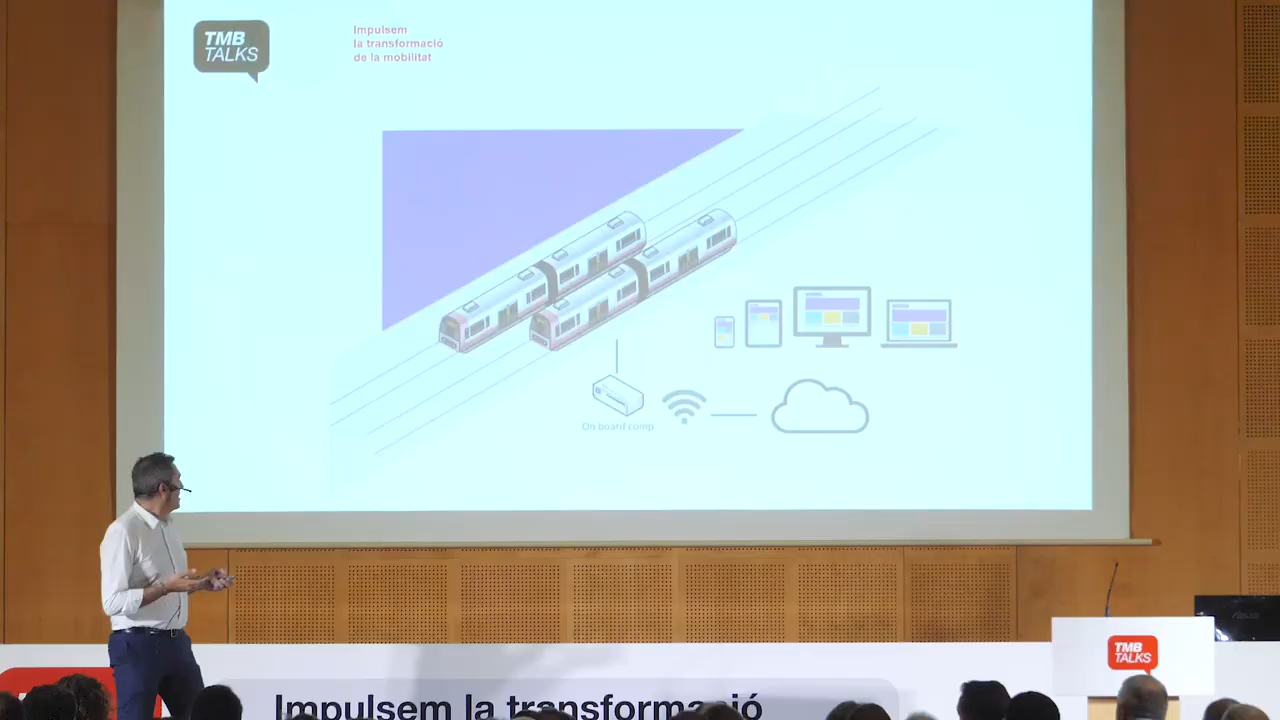 TMB
TALKS
Impulsem
la transformació
de la mobilitat
On board comp
TMB
TALKS
Impulsem la transformació